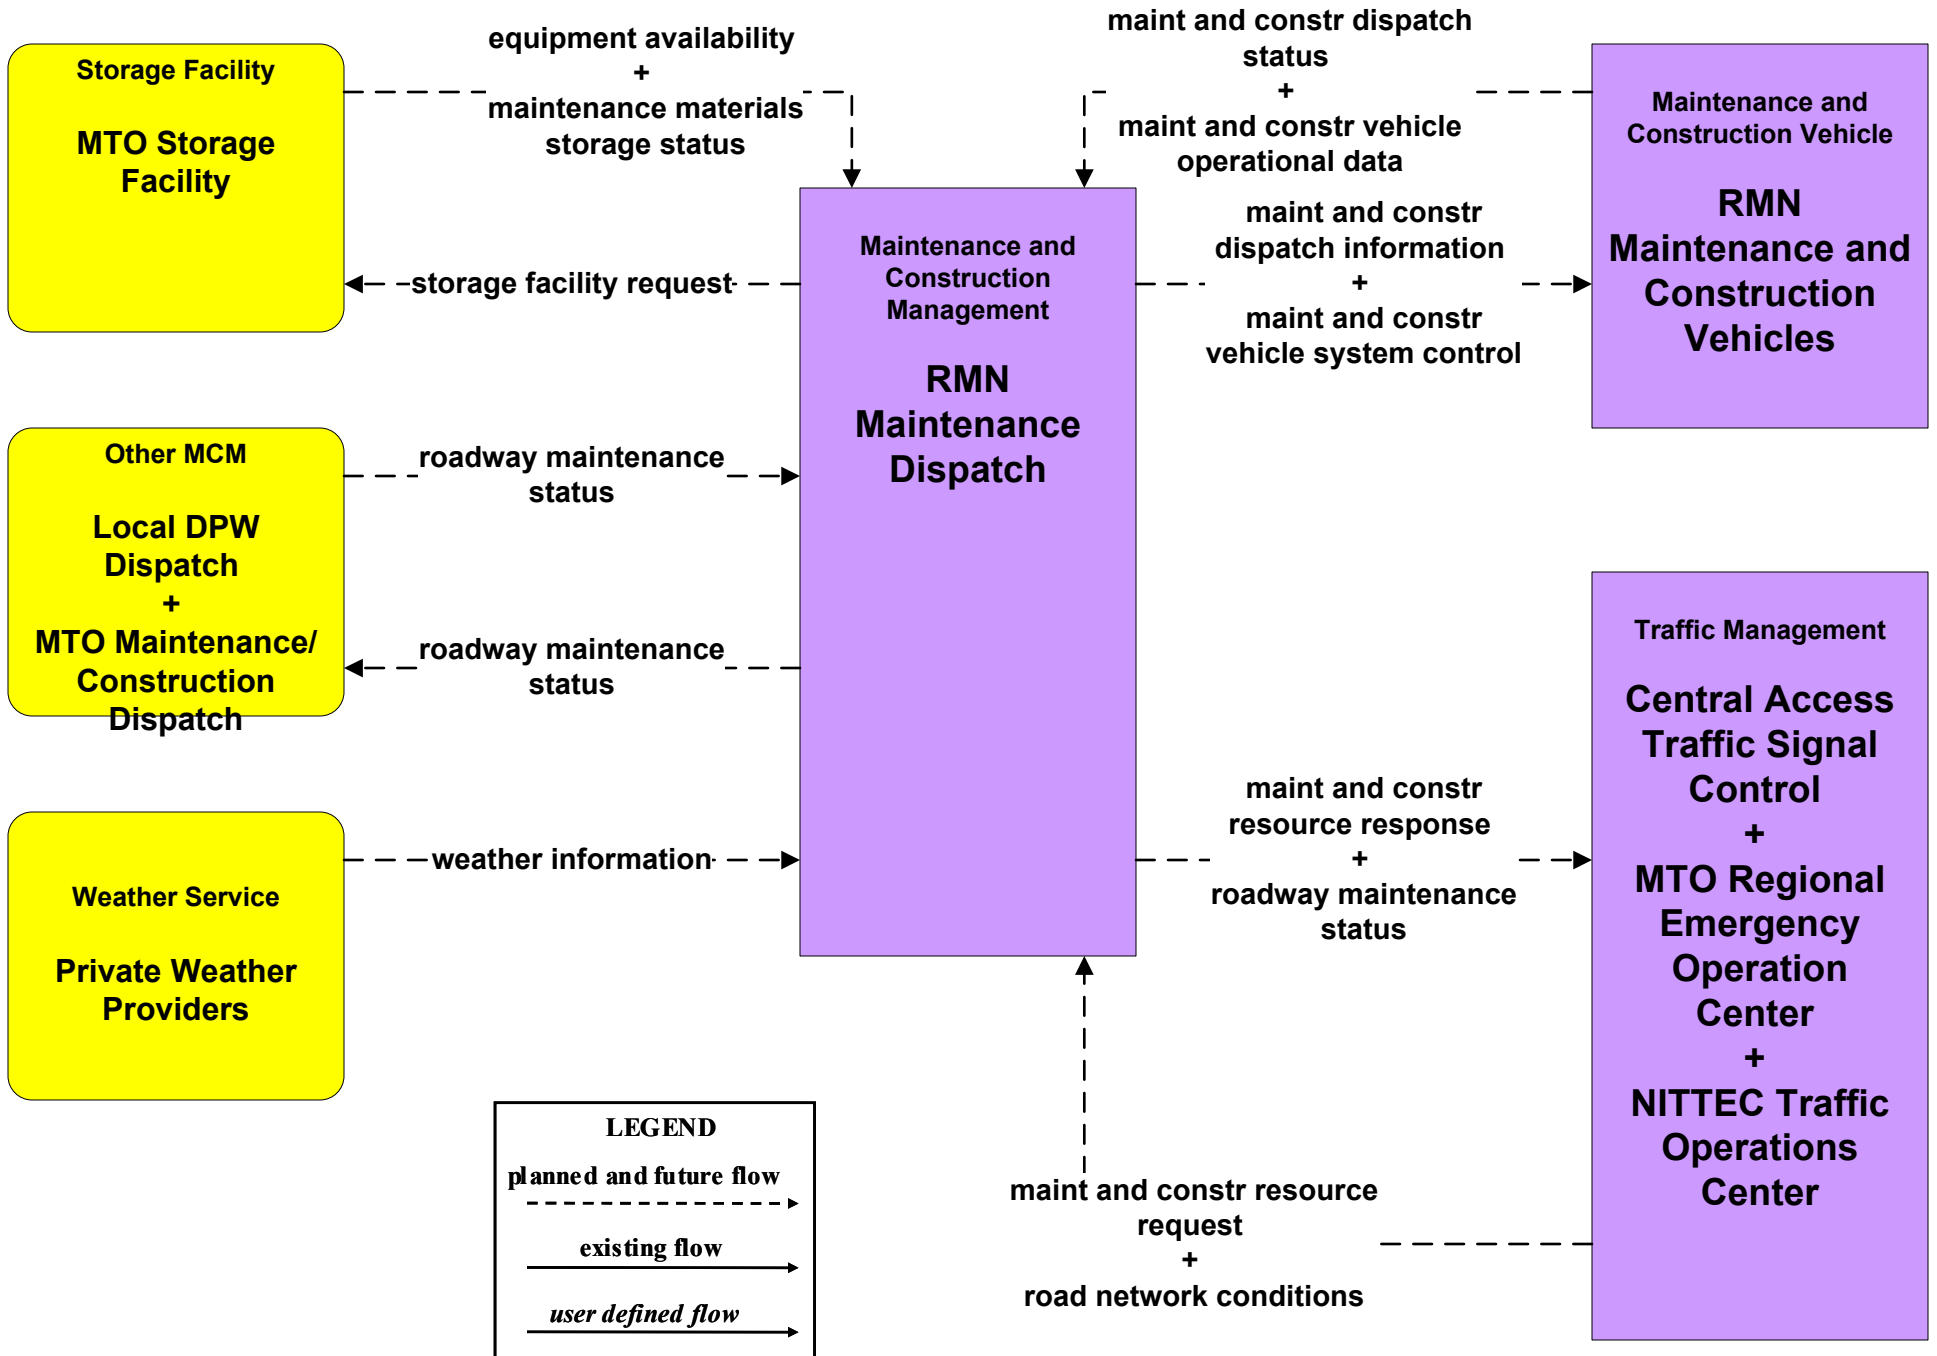 Storage Facility
MTO Storage
Facility
equipment availability
+
maintenance materials
storage status
storage facility request
Other MCM
Local DPW
Dispatch
+
MTO Maintenance/
Construction
Dispatch
roadway maintenance
status
roadway maintenance
status
Weather Service
Private Weather
Providers
weather information
Maintenance and
Construction
Management
RMN
Maintenance
Dispatch
maint and constr dispatch
status
+
maint and constr vehicle
operational data
maint and constr
dispatch information
+
maint and constr
vehicle system control
Maintenance and
Construction Vehicle
RMN
Maintenance and
Construction
Vehicles
maint and constr
resource response
+
roadway maintenance
status
maint and constr resource
request
+
road network conditions
Traffic Management
Central Access
Traffic Signal
Control
+
MTO Regional
Emergency
Operation
Center
+
NITTEC Traffic
Operations
Center
LEGEND
planned and future flow
existing flow
user defined flow